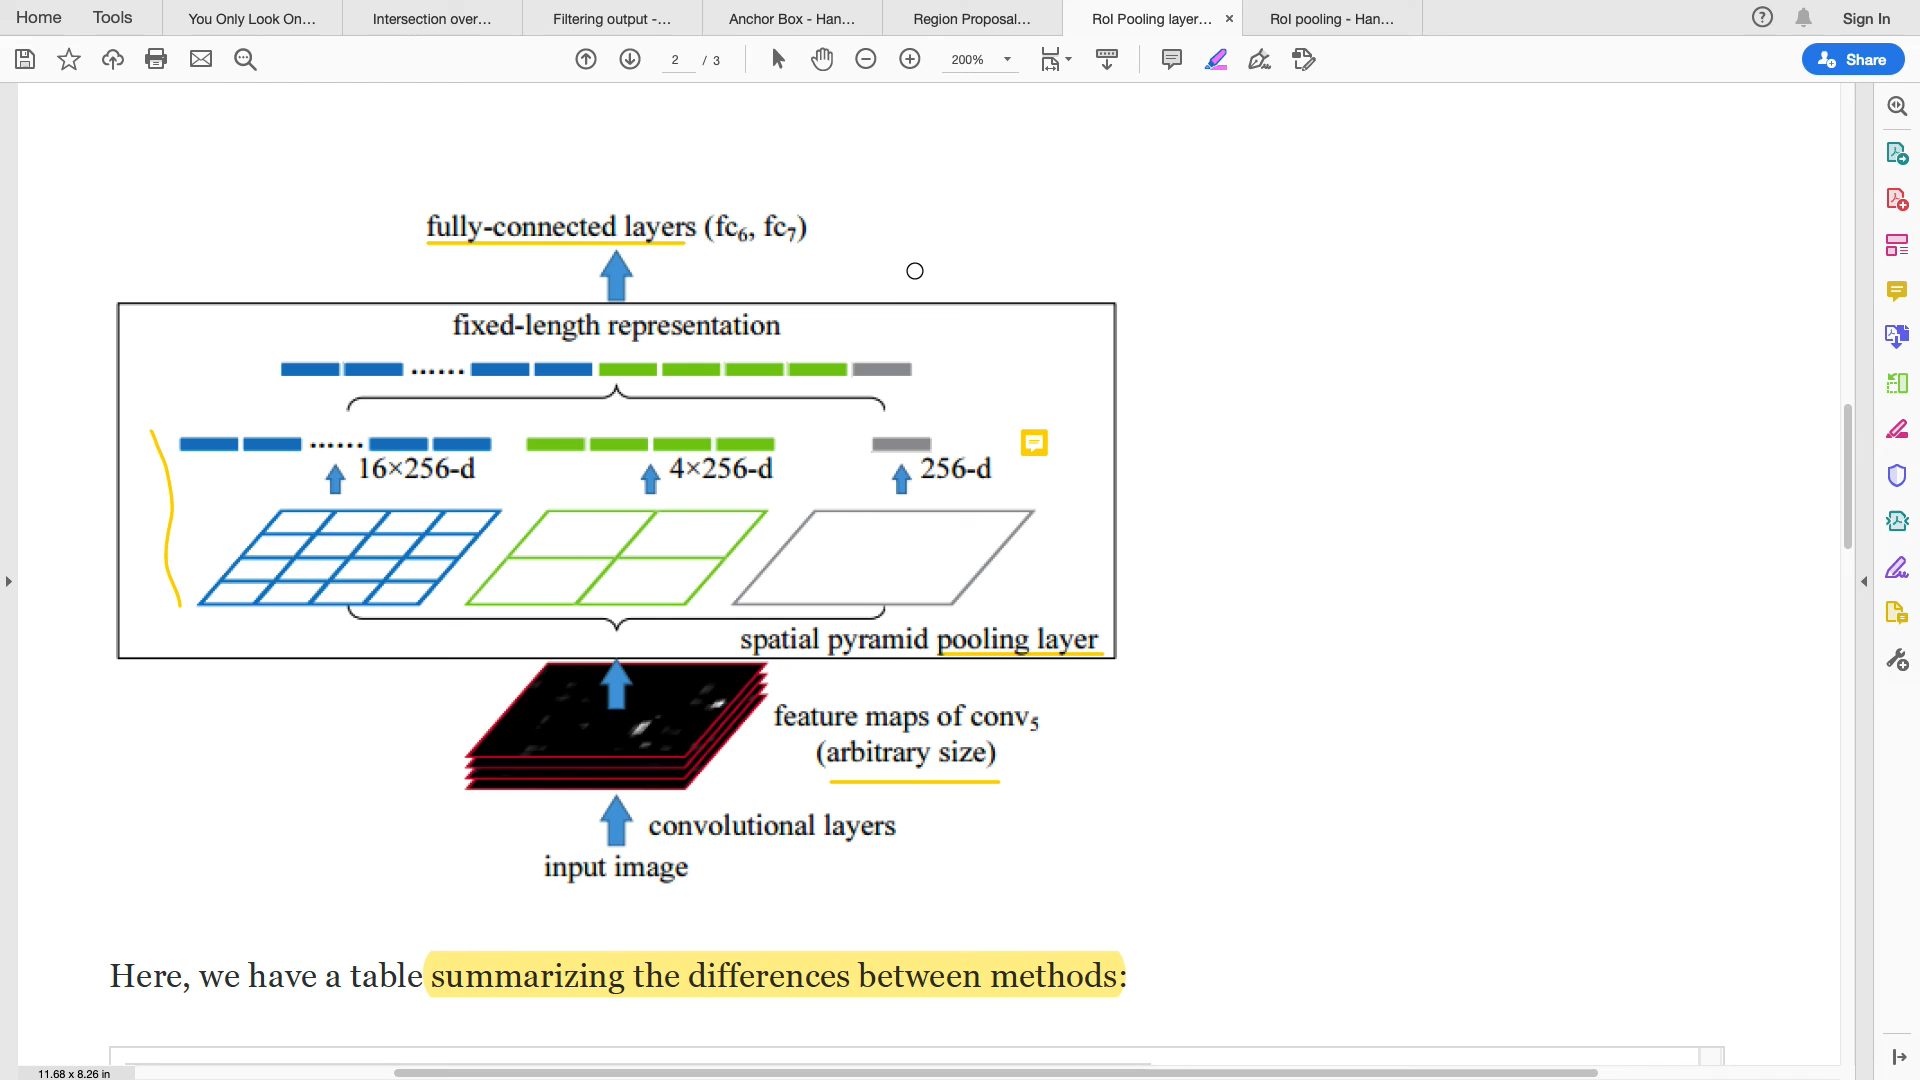 Home Tools You Only Look On... Intersection over... Filtering output -... Anchor Box - Han... Region Proposal... RoI Pooling layer... × RoI pooling - Han... Sign In
2 / 3 200% Share
fully-connected layers (fc6, fc7)
fixed-length representation
......
......
16×256-d 4×256-d 256-d
spatial pyramid pooling layer
feature maps of conv5
(arbitrary size)
convolutional layers
input image
Here, we have a table summarizing the differences between methods:
11.68 x 8.26 in